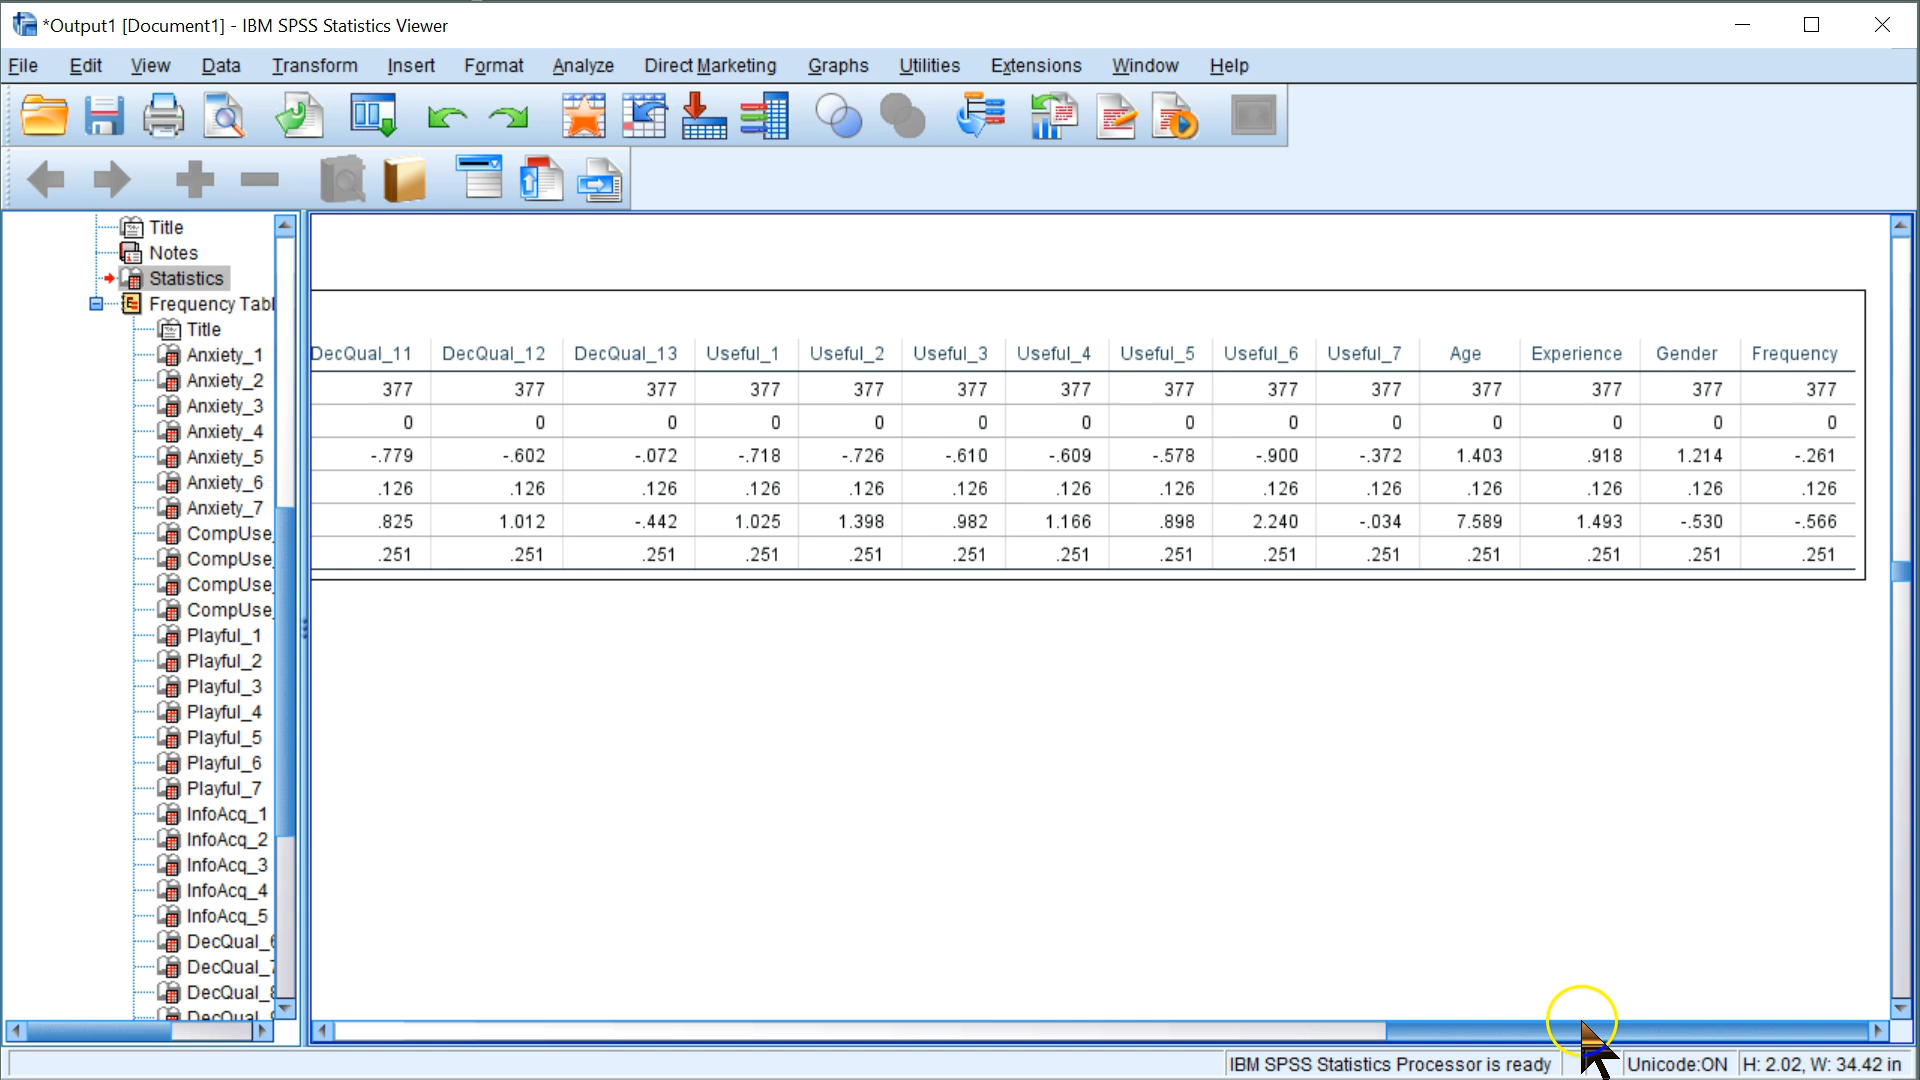 *Output1 [Document1] - IBM SPSS Statistics Viewer
File Edit View Data Transform Insert Format Analyze Direct Marketing Graphs Utilities Extensions Window Help
Title
Notes
Statistics
Frequency Tabl
Title
Anxiety_1
Anxiety_2
Anxiety_3
Anxiety_4
Anxiety_5
Anxiety_6
Anxiety_7
CompUse_
CompUse_
CompUse_
CompUse_
Playful_1
Playful_2
Playful_3
Playful_4
Playful_5
Playful_6
Playful_7
InfoAcq_1
InfoAcq_2
InfoAcq_3
InfoAcq_4
InfoAcq_5
DecQual_6
DecQual_7
DecQual_8
DecQual_9
DecQual_11 DecQual_12 DecQual_13 Useful_1 Useful_2 Useful_3 Useful_4 Useful_5 Useful_6 Useful_7 Age Experience Gender Frequency
377 377 377 377 377 377 377 377 377 377 377 377 377 377
0 0 0 0 0 0 0 0 0 0 0 0 0 0
-.779 -.602 -.072 -.718 -.726 -.610 -.609 -.578 -.900 -.372 1.403 .918 1.214 -.261
.126 .126 .126 .126 .126 .126 .126 .126 .126 .126 .126 .126 .126 .126
.825 1.012 -.442 1.025 1.398 .982 1.166 .898 2.240 -.034 7.589 1.493 -.530 -.566
.251 .251 .251 .251 .251 .251 .251 .251 .251 .251 .251 .251 .251 .251
IBM SPSS Statistics Processor is ready Unicode:ON H: 2.02, W: 34.42 in